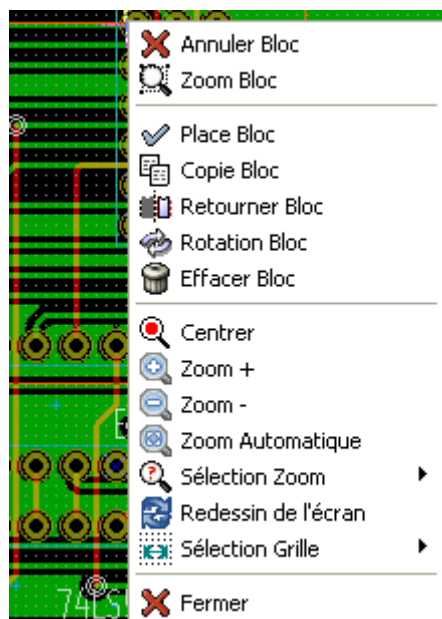 Annuler Bloc
Zoom Bloc
Place Bloc
Copie Bloc
Retourner Bloc
Rotation Bloc
Effacer Bloc
Centrer
Zoom +
Zoom -
Zoom Automatique
Sélection Zoom
Redessin de l'écran
Sélection Grille
Fermer